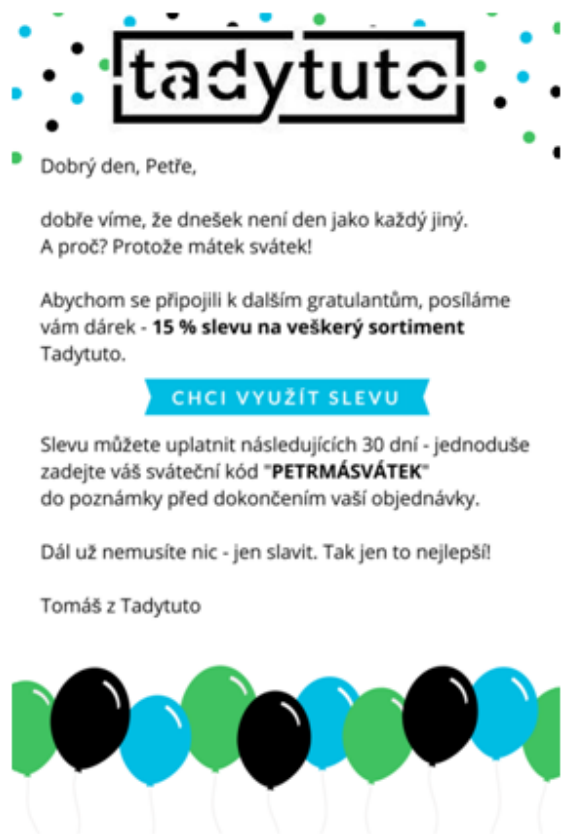 tadytuto
Dobrý den, Petře,
dobře víme, že dnešek není den jako každý jiný.
A proč? Protože mátek svátek!
Abychom se připojili k dalším gratulantům, posíláme
vám dárek - 15 % slevu na veškerý sortiment
Tadytuto.
CHCI VYUŽÍT SLEVU
Slevu můžete uplatnit následujících 30 dní - jednoduše
zadejte váš sváteční kód "PETRMÁSVÁTEK"
do poznámky před dokončením vaší objednávky.
Dál už nemusíte nic - jen slavit. Tak jen to nejlepší!
Tomáš z Tadytuto